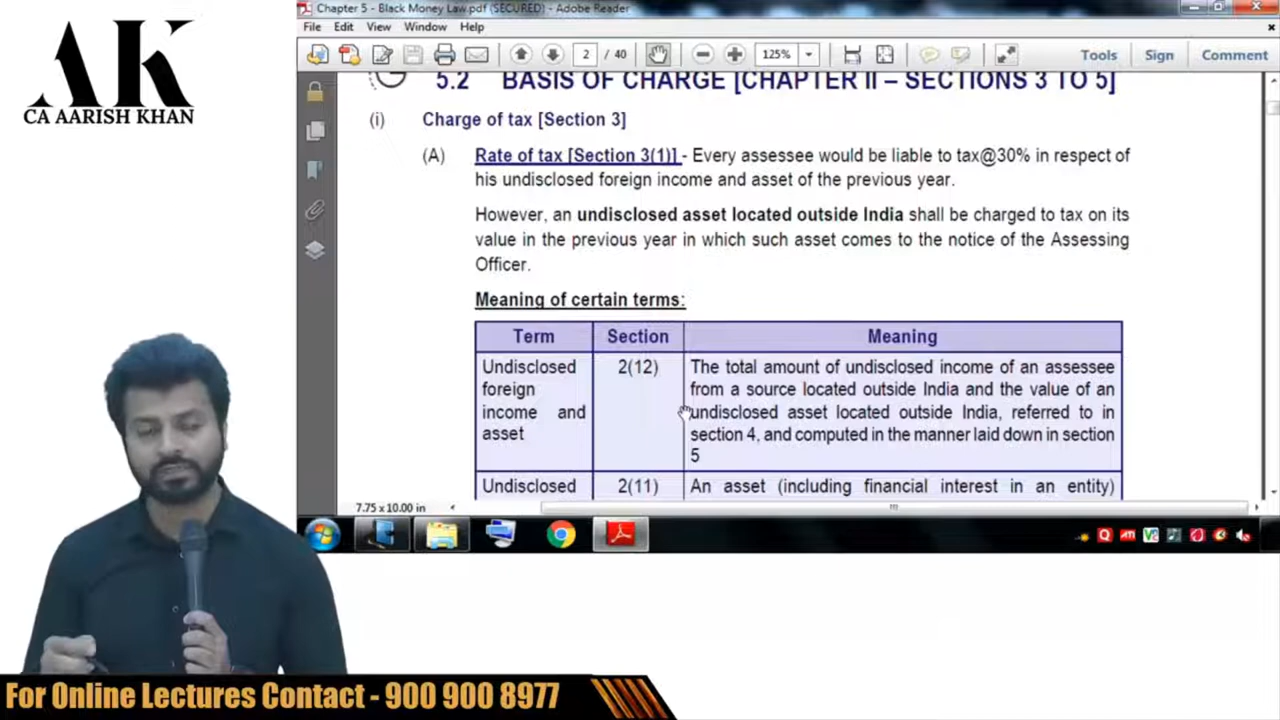 AK
CA AARISH KHAN
Chapter 5 - Black Money Law.pdf (SECURED) - Adobe Reader
File Edit View Window Help
2 / 40 125% Tools Sign Comment
5.2 BASIS OF CHARGE [CHAPTER II – SECTIONS 3 TO 5]
(i) Charge of tax [Section 3]
(A) Rate of tax [Section 3(1)] - Every assessee would be liable to tax@30% in respect of
his undisclosed foreign income and asset of the previous year.
However, an undisclosed asset located outside India shall be charged to tax on its
value in the previous year in which such asset comes to the notice of the Assessing
Officer.
Meaning of certain terms:
Term Section Meaning
Undisclosed 2(12) The total amount of undisclosed income of an assessee
foreign from a source located outside India and the value of an
income and undisclosed asset located outside India, referred to in
asset section 4, and computed in the manner laid down in section
5
Undisclosed 2(11) An asset (including financial interest in an entity)
7.75 x 10.00 in
For Online Lectures Contact - 900 900 8977